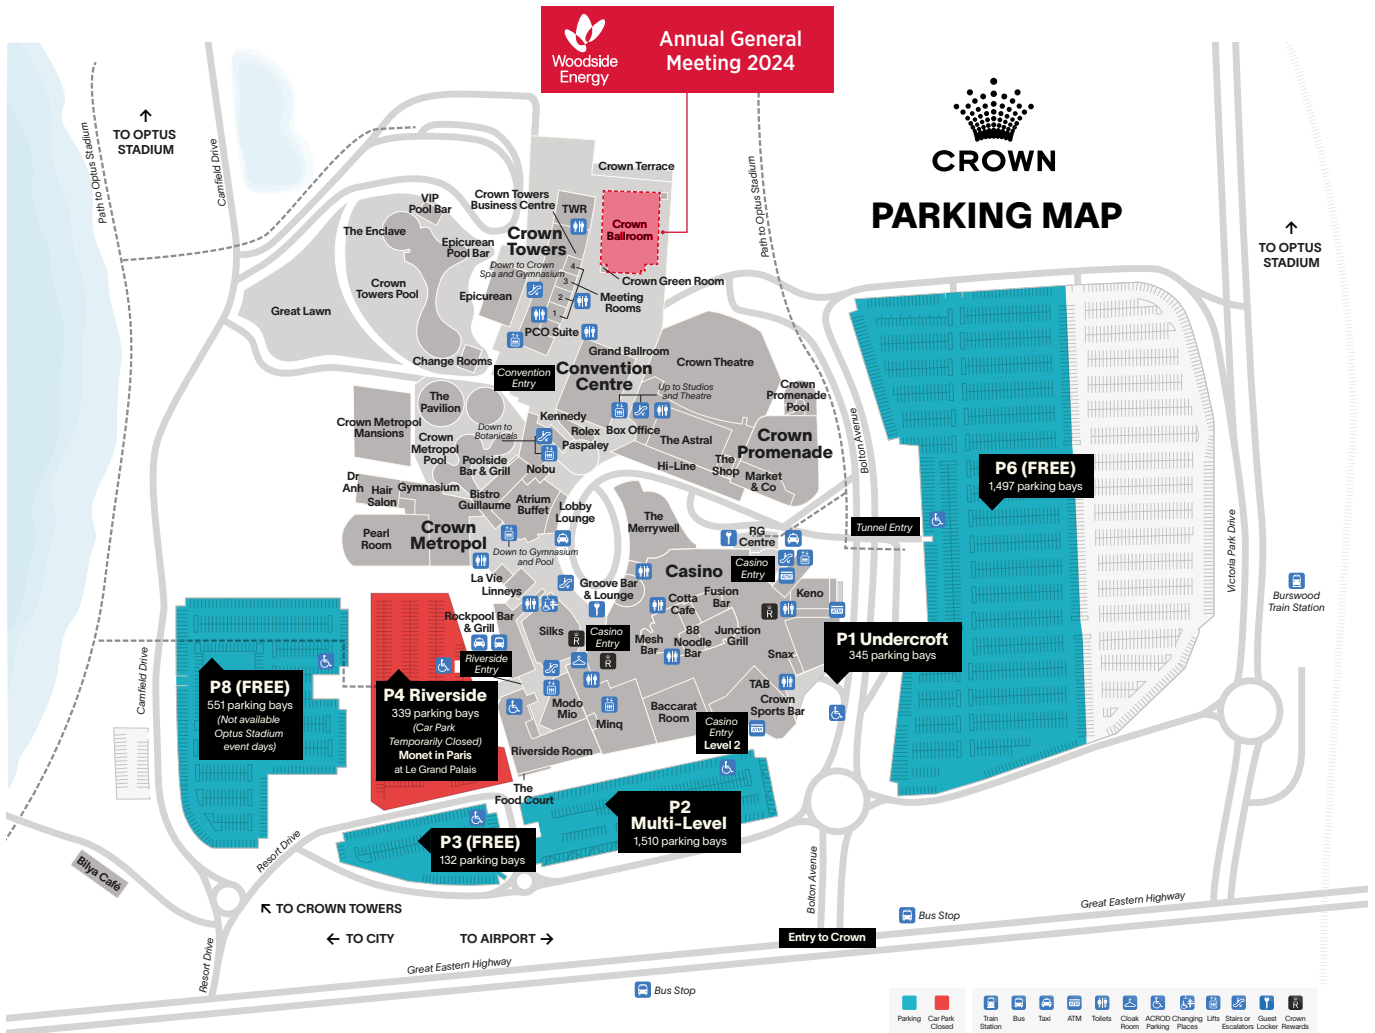 Woodside
Energy
Annual General
Meeting 2024
CROWN
PARKING MAP
TO OPTUS
STADIUM
Path to Optus Stadium
Camfield Drive
Crown Terrace
VIP
Pool Bar
Crown Towers
Business Centre
TWR
The Enclave
Crown
Towers
Crown
Ballroom
Epicurean
Pool Bar
Down to Crown
Spa and Gymnasium
Path to Optus Stadium
TO OPTUS
STADIUM
Crown
Towers Pool
Epicurean
4
3
2
1
Crown Green Room
Meeting
Rooms
Great Lawn
PCO Suite
Change Rooms
Grand Ballroom
Crown Theatre
Convention
Entry
Convention
Centre
Up to Studios
and Theatre
Crown
Promenade
Pool
The
Pavilion
Crown Metropol
Mansions
Crown
Metropol
Pool
Down to
Botanicals
Kennedy
Rolex
Paspaley
Box Office
The Astral
Crown
Promenade
Bolton Avenue
Poolside
Bar & Grill
Nobu
Hi-Line
The
Shop
Market
& Co
P6 (FREE)
1,497 parking bays
Dr
Anh
Hair
Salon
Gymnasium
Bistro
Guillaume
Atrium
Buffet
Lobby
Lounge
The
Merrywell
Tunnel Entry
Pearl
Room
Crown
Metropol
Down to Gymnasium
and Pool
RG
Centre
Casino
Casino
Entry
ATM
Victoria Park Drive
Burswood
Train Station
La Vie
Linneys
Groove Bar
& Lounge
Cotta
Cafe
Fusion
Bar
Keno
R
ATM
Rockpool Bar
& Grill
Silks
R
Casino
Entry
R
Mesh
Bar
88
Noodle
Bar
Junction
Grill
Snax
P1 Undercroft
345 parking bays
Riverside
Entry
Camfield Drive
P8 (FREE)
551 parking bays
(Not available
Optus Stadium
event days)
P4 Riverside
339 parking bays
(Car Park
Temporarily Closed)
Monet in Paris
at Le Grand Palais
Modo
Mio
Minq
Baccarat
Room
TAB
Crown
Sports Bar
Casino
Entry
Level 2
ATM
Riverside Room
The
Food Court
P2
Multi-Level
1,510 parking bays
P3 (FREE)
132 parking bays
Resort Drive
Bilya Café
Bolton Avenue
TO CROWN TOWERS
TO CITY
TO AIRPORT
Entry to Crown
Bus Stop
Great Eastern Highway
Resort Drive
Great Eastern Highway
Bus Stop
Parking
Car Park
Closed
Train
Station
Bus
Taxi
ATM
ATM
Toilets
Cloak
Room
ACROD
Parking
Changing
Places
Lifts
Stairs or
Escalators
Guest
Locker
R
Crown
Rewards